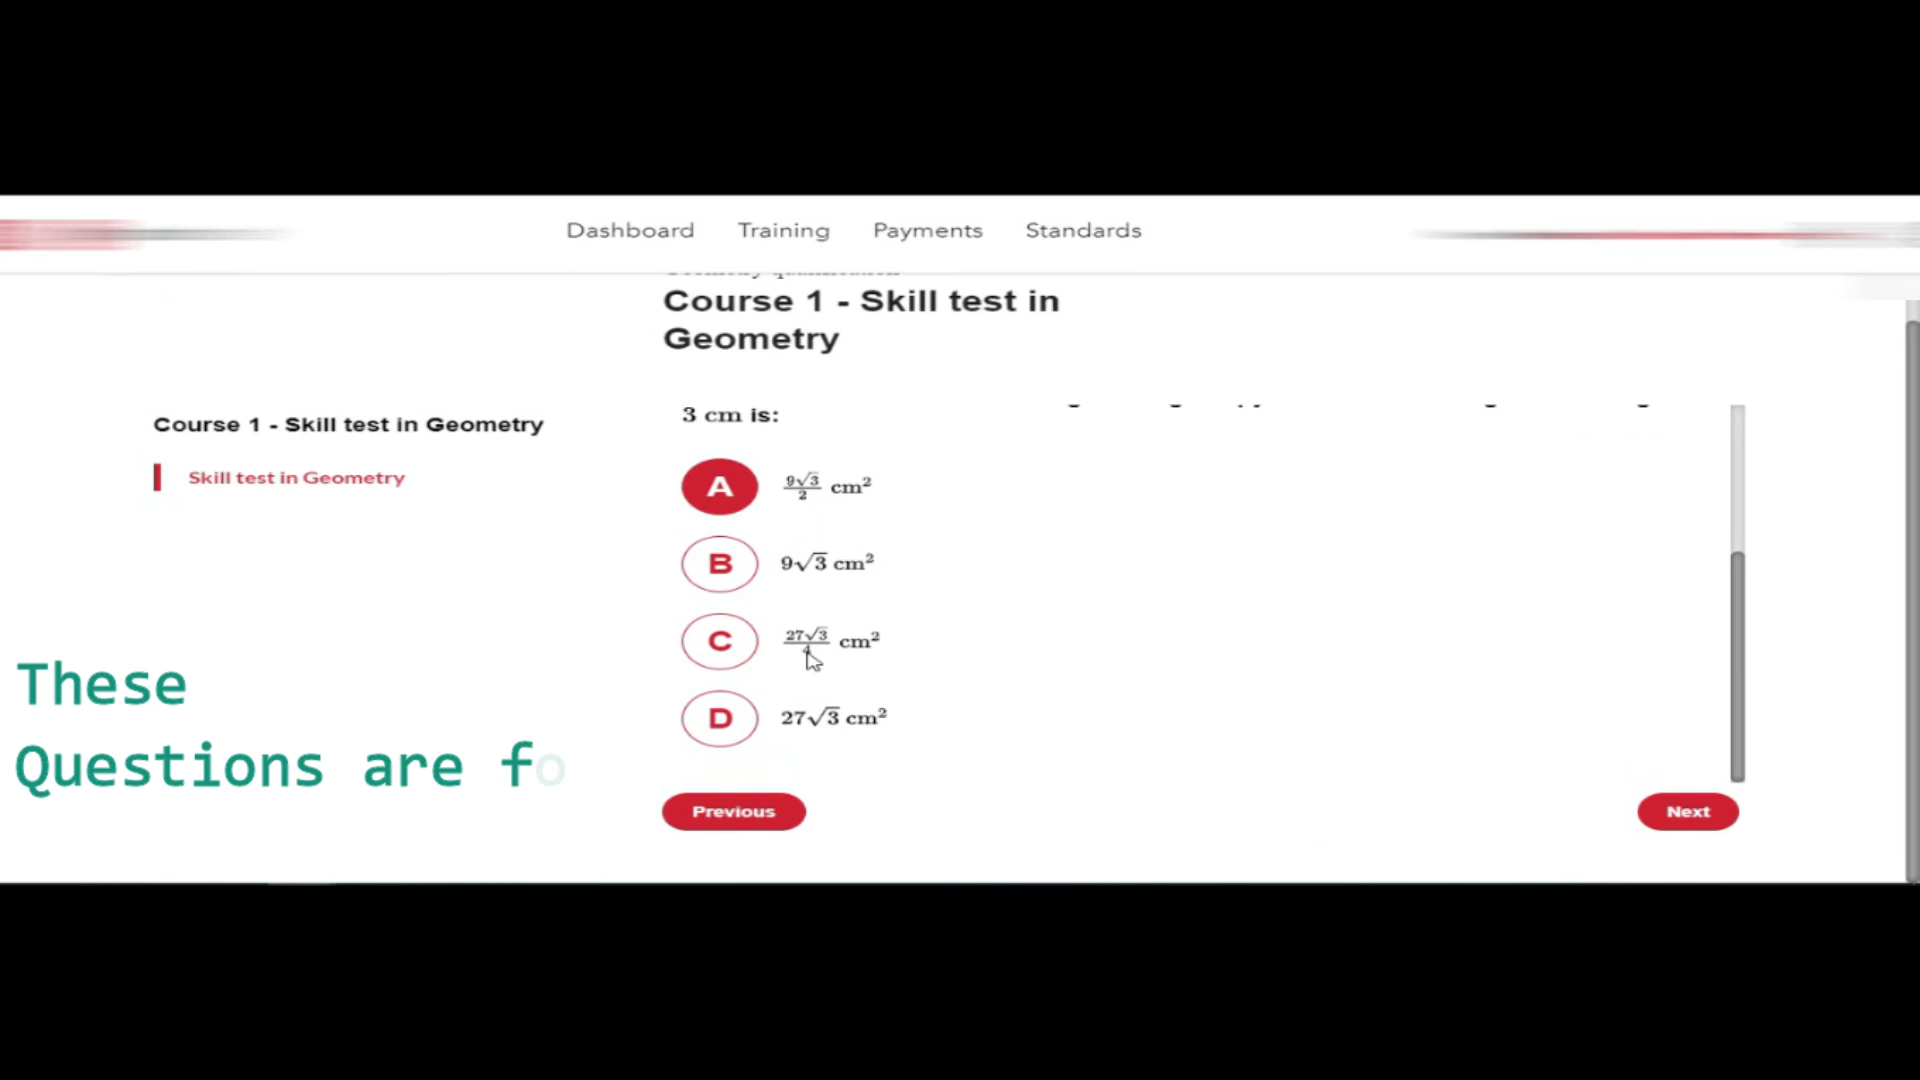 Dashboard Training Payments Standards
Course 1 - Skill test in
Geometry
Course 1 - Skill test in Geometry
Skill test in Geometry
3 cm is:
A 9√3/2 cm²
B 9√3 cm²
C 27√3/4 cm²
D 27√3 cm²
These
Questions are fo
Previous
Next